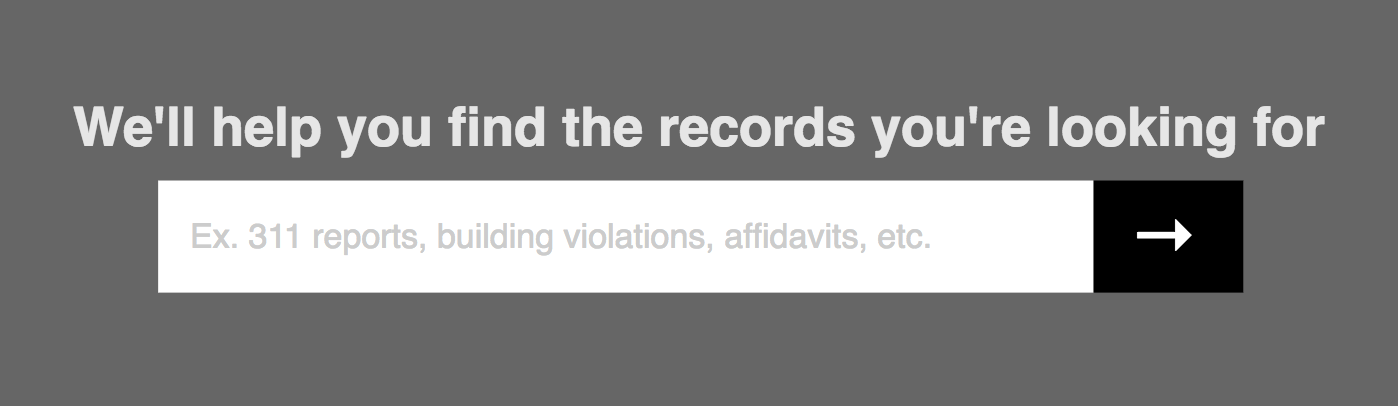 We'll help you find the records you're looking for
Ex. 311 reports, building violations, affidavits, etc.